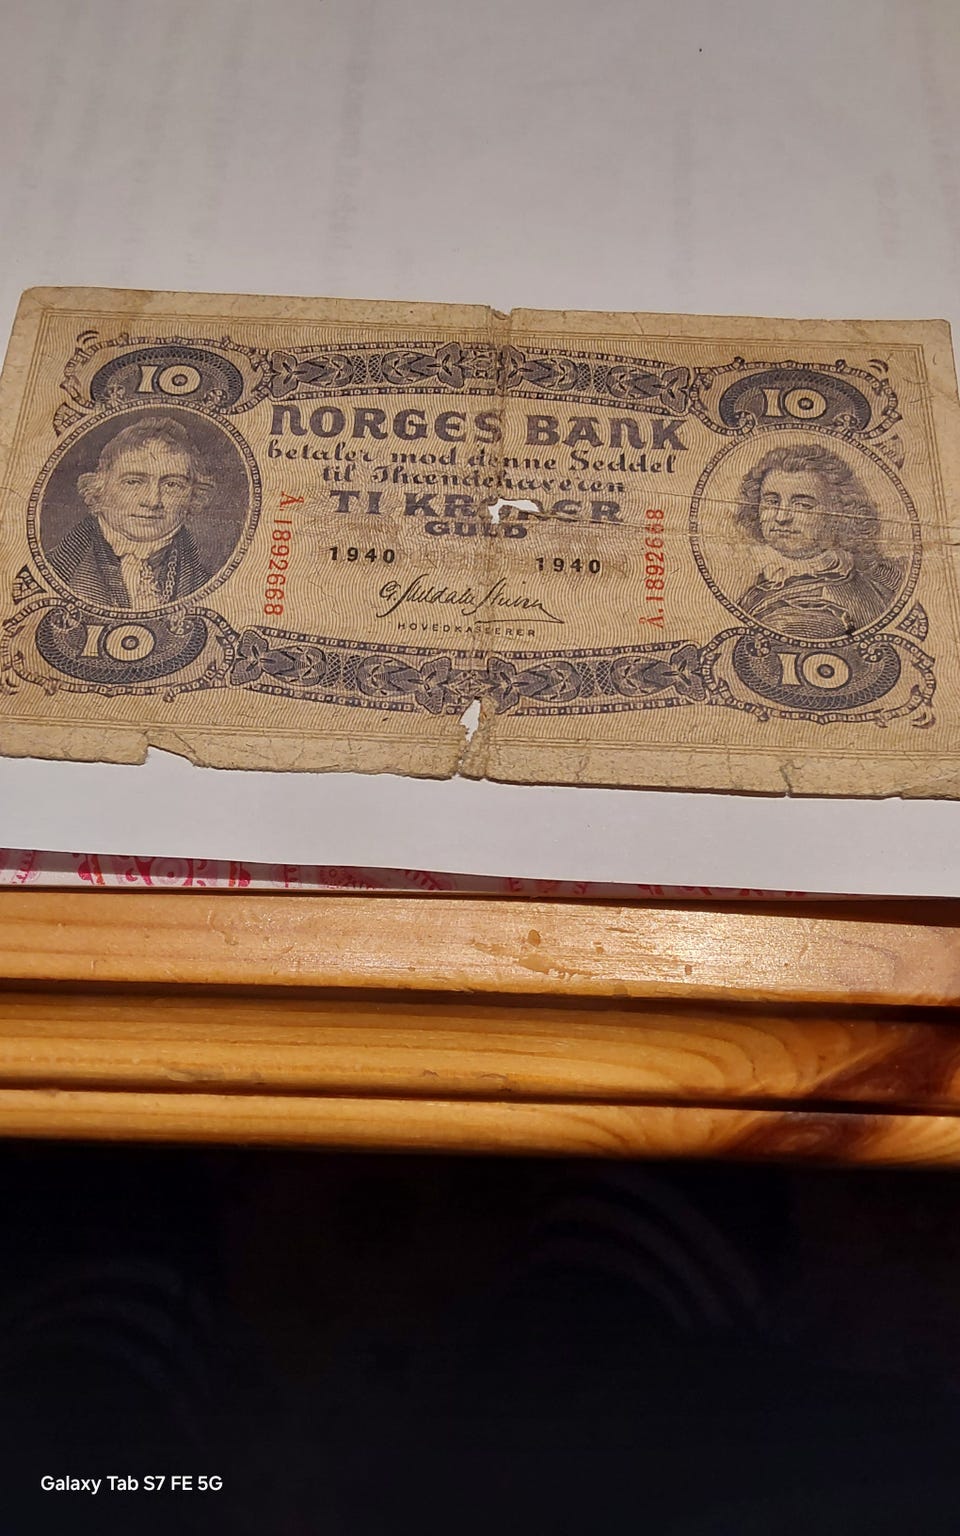 10
10
NORGES BANK
betaler mod denne Seddel
til Ihændehaveren
TI KRONER
GULD
1940
1940
HOVEDKASSERER
Å.1892668
Å.1892668
10
10
Galaxy Tab S7 FE 5G